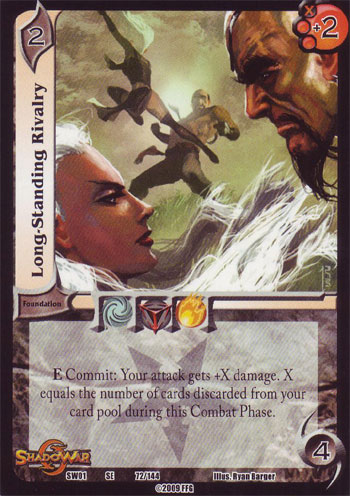 2
X
+2
Long-Standing Rivalry
Foundation
E Commit: Your attack gets +X damage. X
equals the number of cards discarded from your
card pool during this Combat Phase.
4
SHADOWAR
SW01 SE 72/144 Illus. Ryan Barger
©2009 FFG